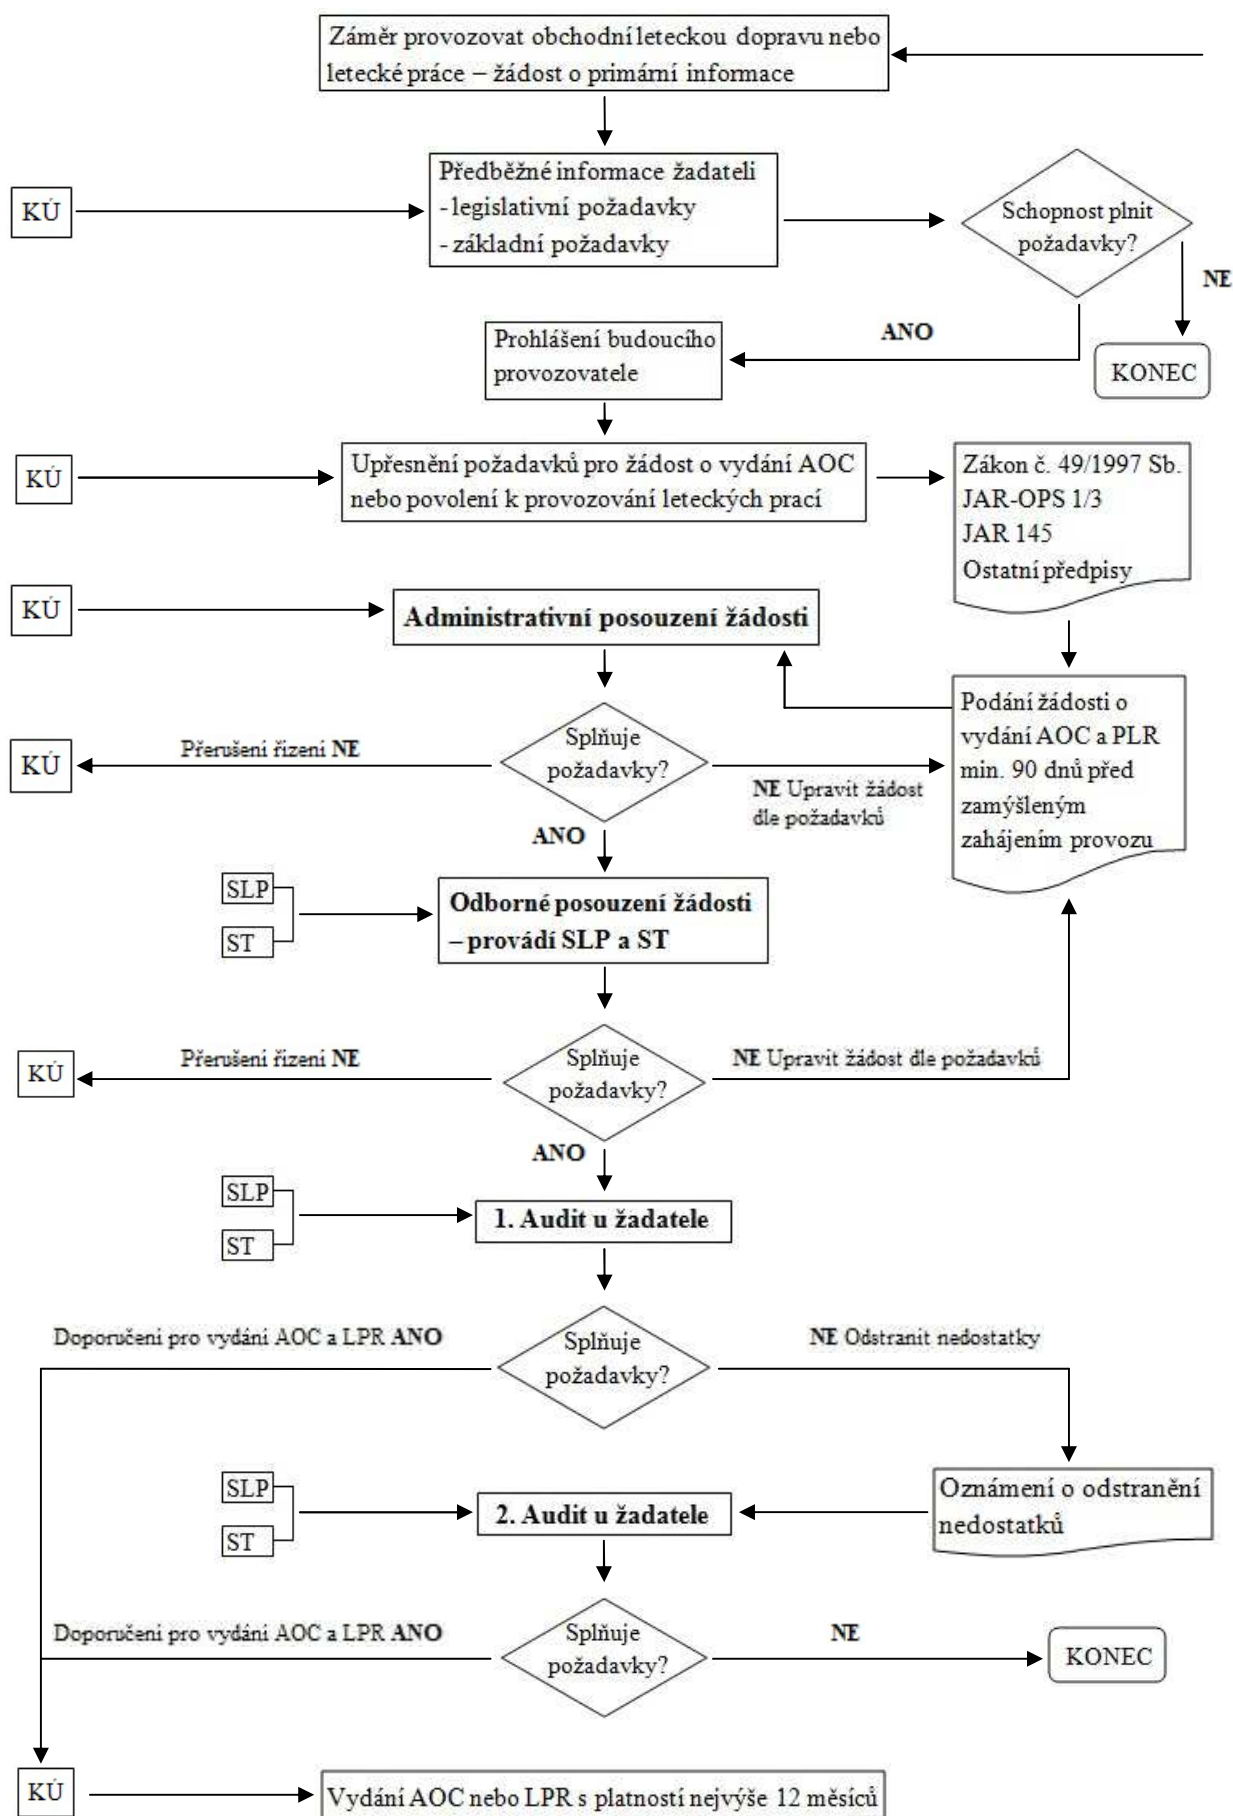 Záměr provozovat obchodní leteckou dopravu nebo
letecké práce – žádost o primární informace
KÚ
Předběžné informace žadateli
- legislativní požadavky
- základní požadavky
Schopnost plnit
požadavky?
NE
ANO
KONEC
Prohlášení budoucího
provozovatele
KÚ
Upřesnění požadavků pro žádost o vydání AOC
nebo povolení k provozování leteckých prací
Zákon č. 49/1997 Sb.
JAR-OPS 1/3
JAR 145
Ostatní předpisy
KÚ
Administrativní posouzení žádosti
Podání žádosti o
vydání AOC a PLR
min. 90 dnů před
zamýšleným
zahájením provozu
KÚ
Přerušení řízení NE
Splňuje
požadavky?
NE Upravit žádost
dle požadavků
ANO
SLP
ST
Odborné posouzení žádosti
– provádí SLP a ST
KÚ
Přerušení řízení NE
Splňuje
požadavky?
NE Upravit žádost dle požadavků
ANO
SLP
ST
1. Audit u žadatele
Doporučení pro vydání AOC a LPR ANO
Splňuje
požadavky?
NE Odstranit nedostatky
SLP
ST
2. Audit u žadatele
Oznámení o odstranění
nedostatků
Doporučení pro vydání AOC a LPR ANO
Splňuje
požadavky?
NE
KONEC
KÚ
Vydání AOC nebo LPR s platností nejvýše 12 měsíců